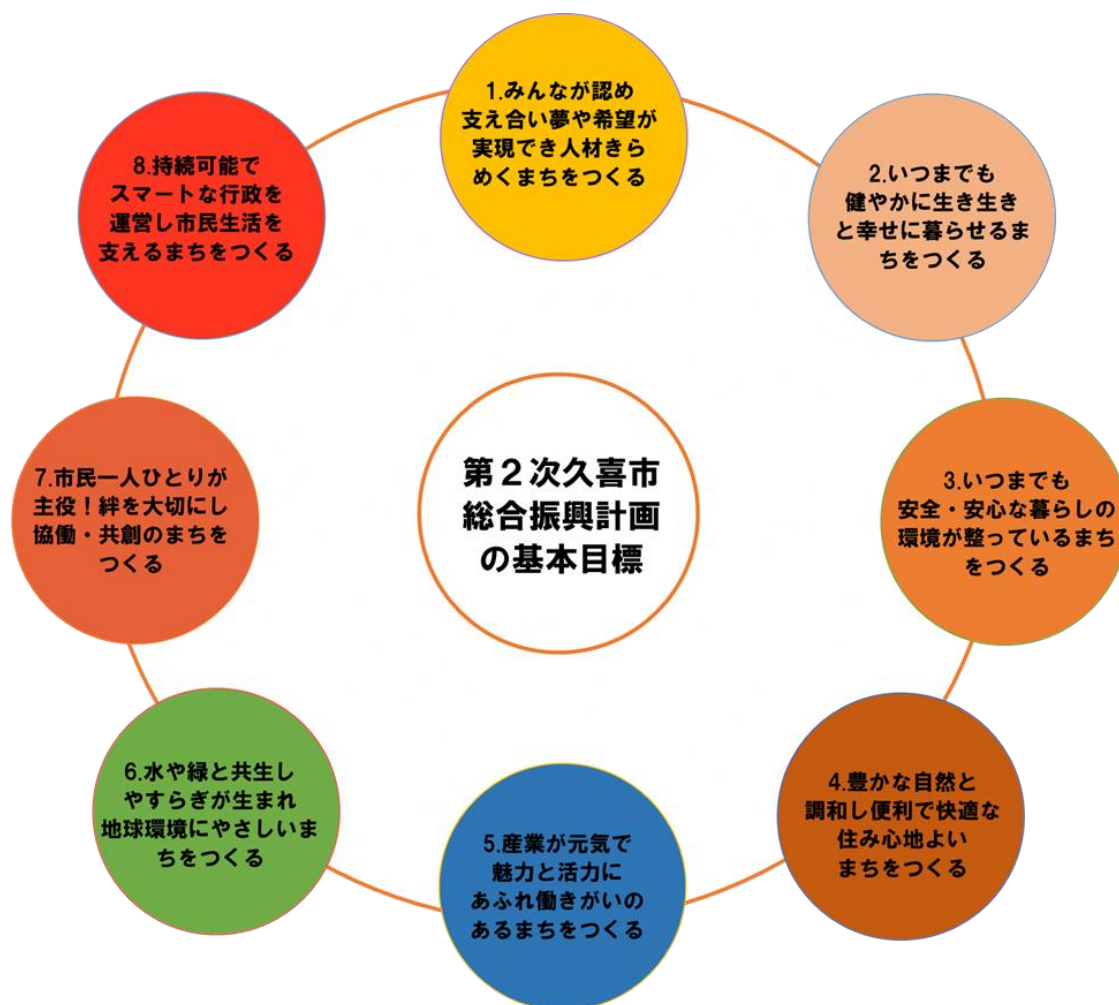 1.みんなが認め
支え合い夢や希望が
実現でき人材きら
めくまちをつくる
2.いつまでも
健やかに生き生き
と幸せに暮らせるま
ちをつくる
3.いつまでも
安全・安心な暮らしの
環境が整っているまち
をつくる
4.豊かな自然と
調和し便利で快適な
住み心地よい
まちをつくる
5.産業が元気で
魅力と活力に
あふれ働きがいの
あるまちをつくる
6.水や緑と共生し
やすらぎが生まれ
地球環境にやさしいま
ちをつくる
7.市民一人ひとりが
主役！絆を大切にし
協働・共創のまちを
つくる
8.持続可能で
スマートな行政を
運営し市民生活を
支えるまちをつくる
第２次久喜市
総合振興計画
の基本目標